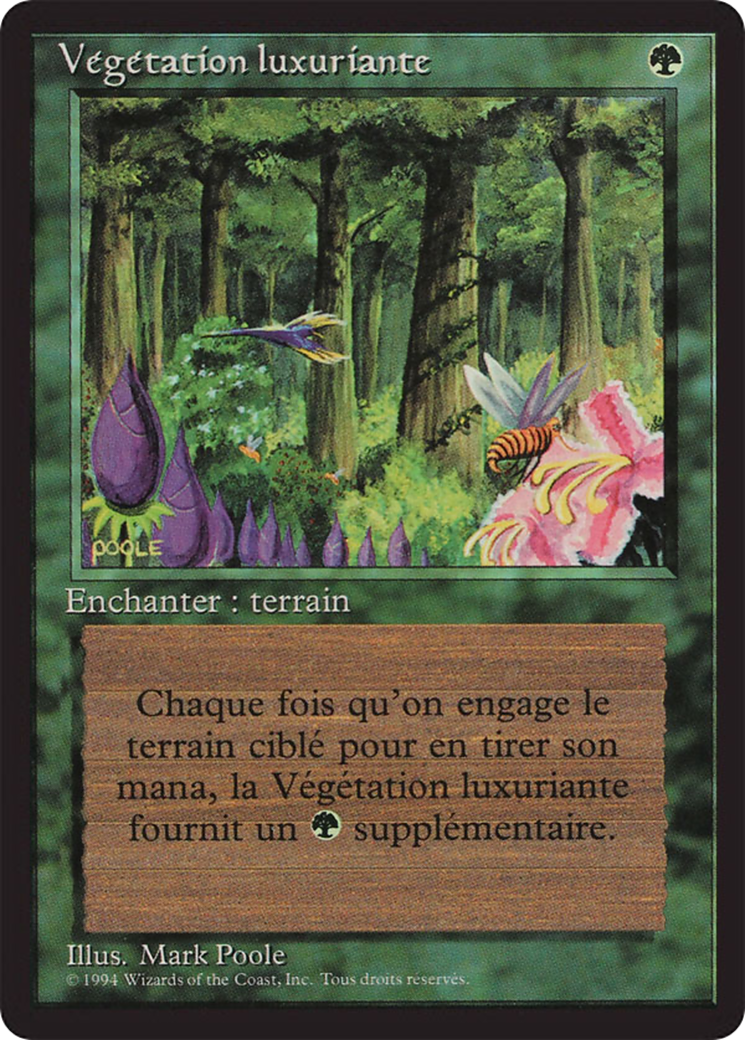 Végétation luxuriante
POOLE
Enchanter : terrain
Chaque fois qu'on engage le
terrain ciblé pour en tirer son
mana, la Végétation luxuriante
fournit un supplémentaire.
Illus. Mark Poole
© 1994 Wizards of the Coast, Inc. Tous droits réservés.